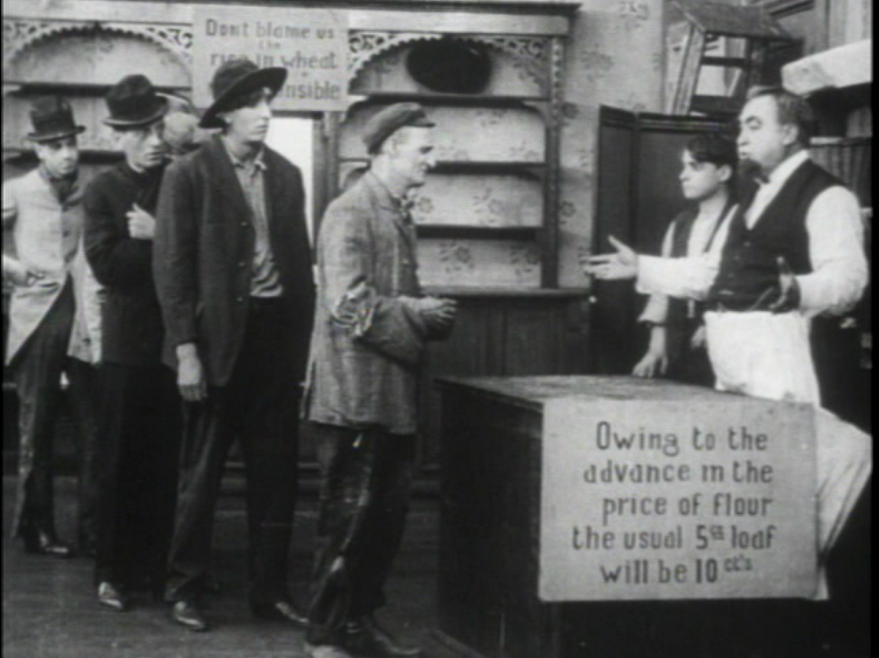 Dont blame us
the
rise in wheat
Owing to the
advance in the
price of flour
the usual 5ct loaf
will be 10 cts.